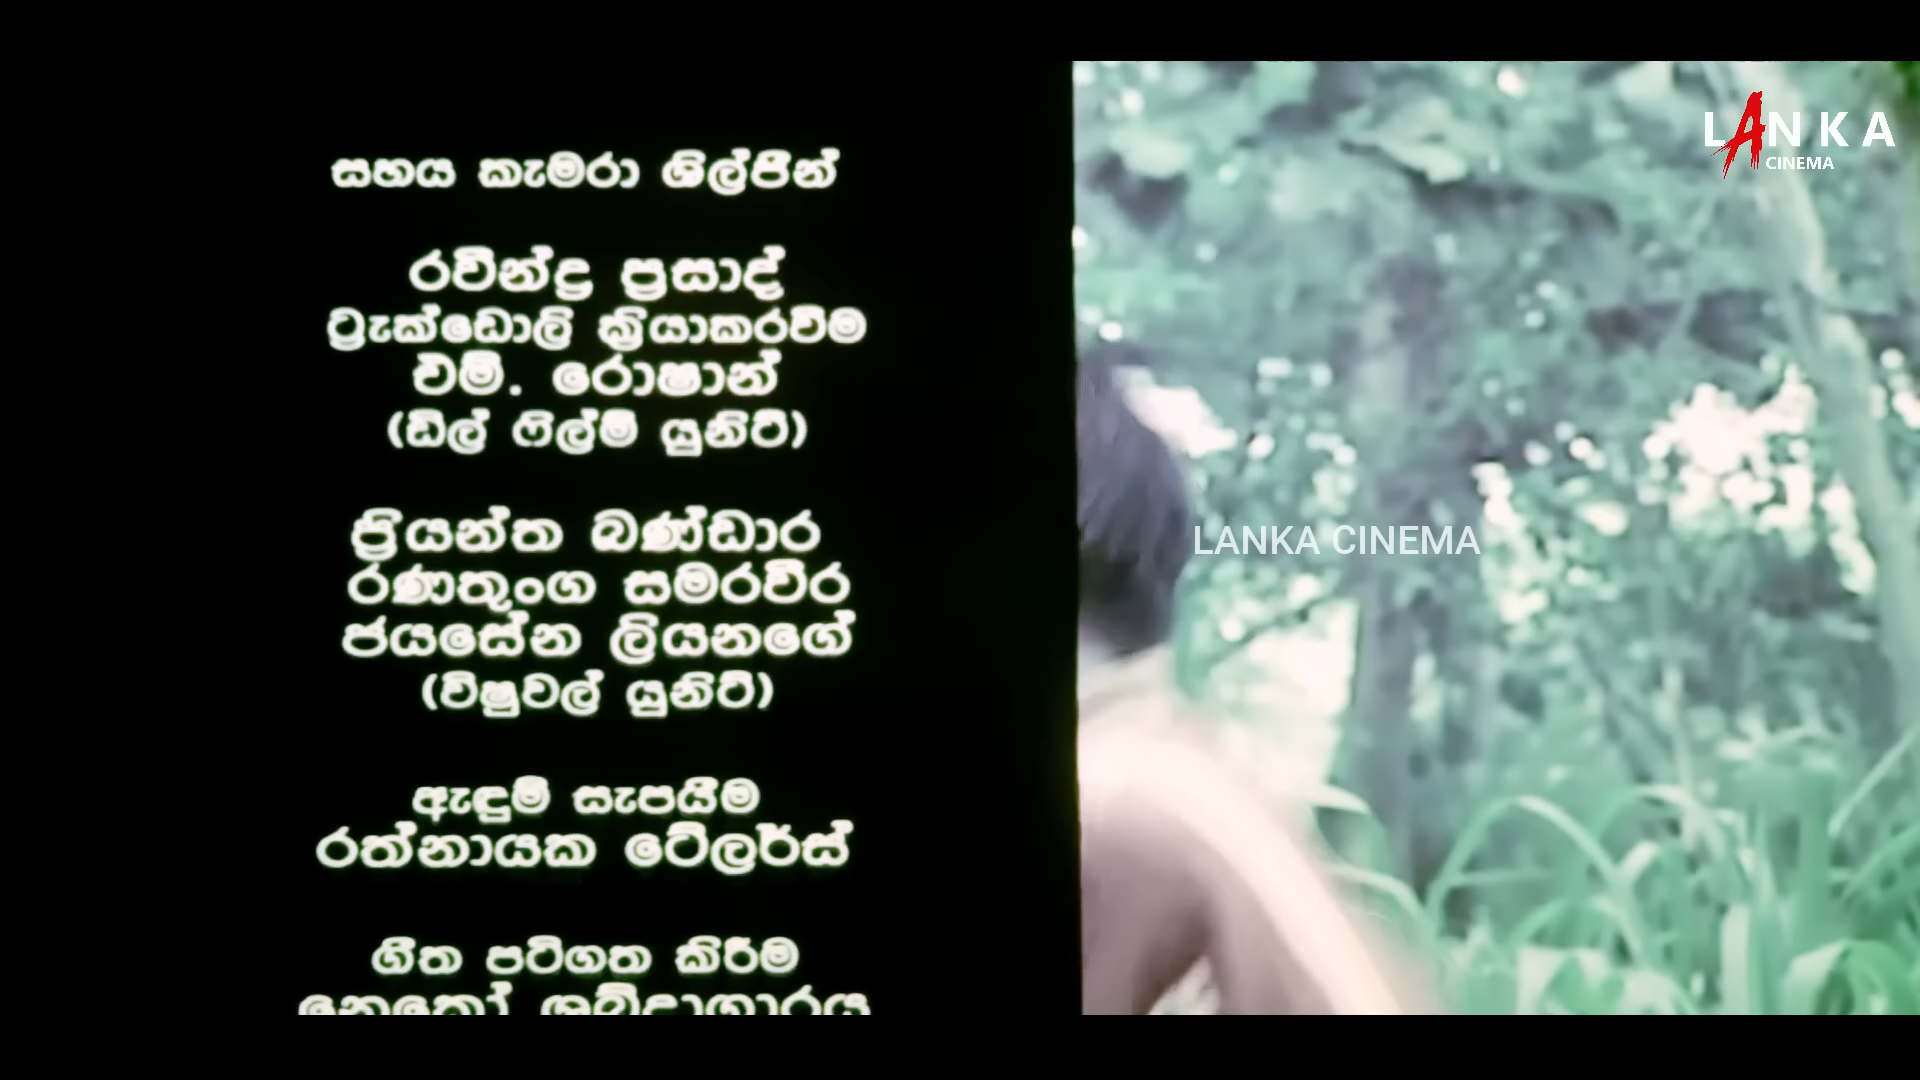 සහය කැමරා ශිල්පීන්
රවින්ද්‍ර ප්‍රසාද්
ට්‍රැක්ඩොලි ක්‍රියාකරවීම
එම්. රොෂාන්
(ඩිල් ෆිල්ම් යුනිට්)
ප්‍රියන්ත බණ්ඩාර
රණතුංග සමරවීර
ජයසේන ලියනගේ
(විෂුවල් යුනිට්)
ඇඳුම් සැපයීම
රත්නායක ටේලර්ස්
ගීත පටිගත කිරීම
LANKA
CINEMA
LANKA CINEMA